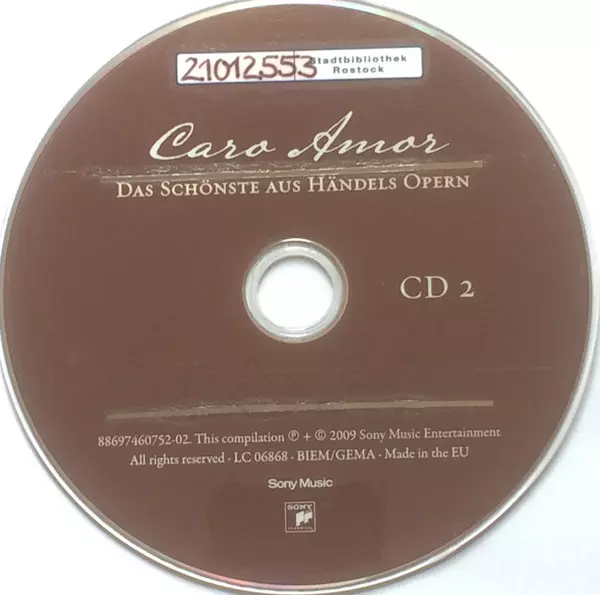 21012553
Stadtbibliothek
Rostock
Caro Amor
DAS SCHÖNSTE AUS HÄNDELS OPERN
CD 2
88697460752-02. This compilation ℗ + © 2009 Sony Music Entertainment
All rights reserved · LC 06868 · BIEM/GEMA · Made in the EU
Sony Music
SONY
CLASSICAL